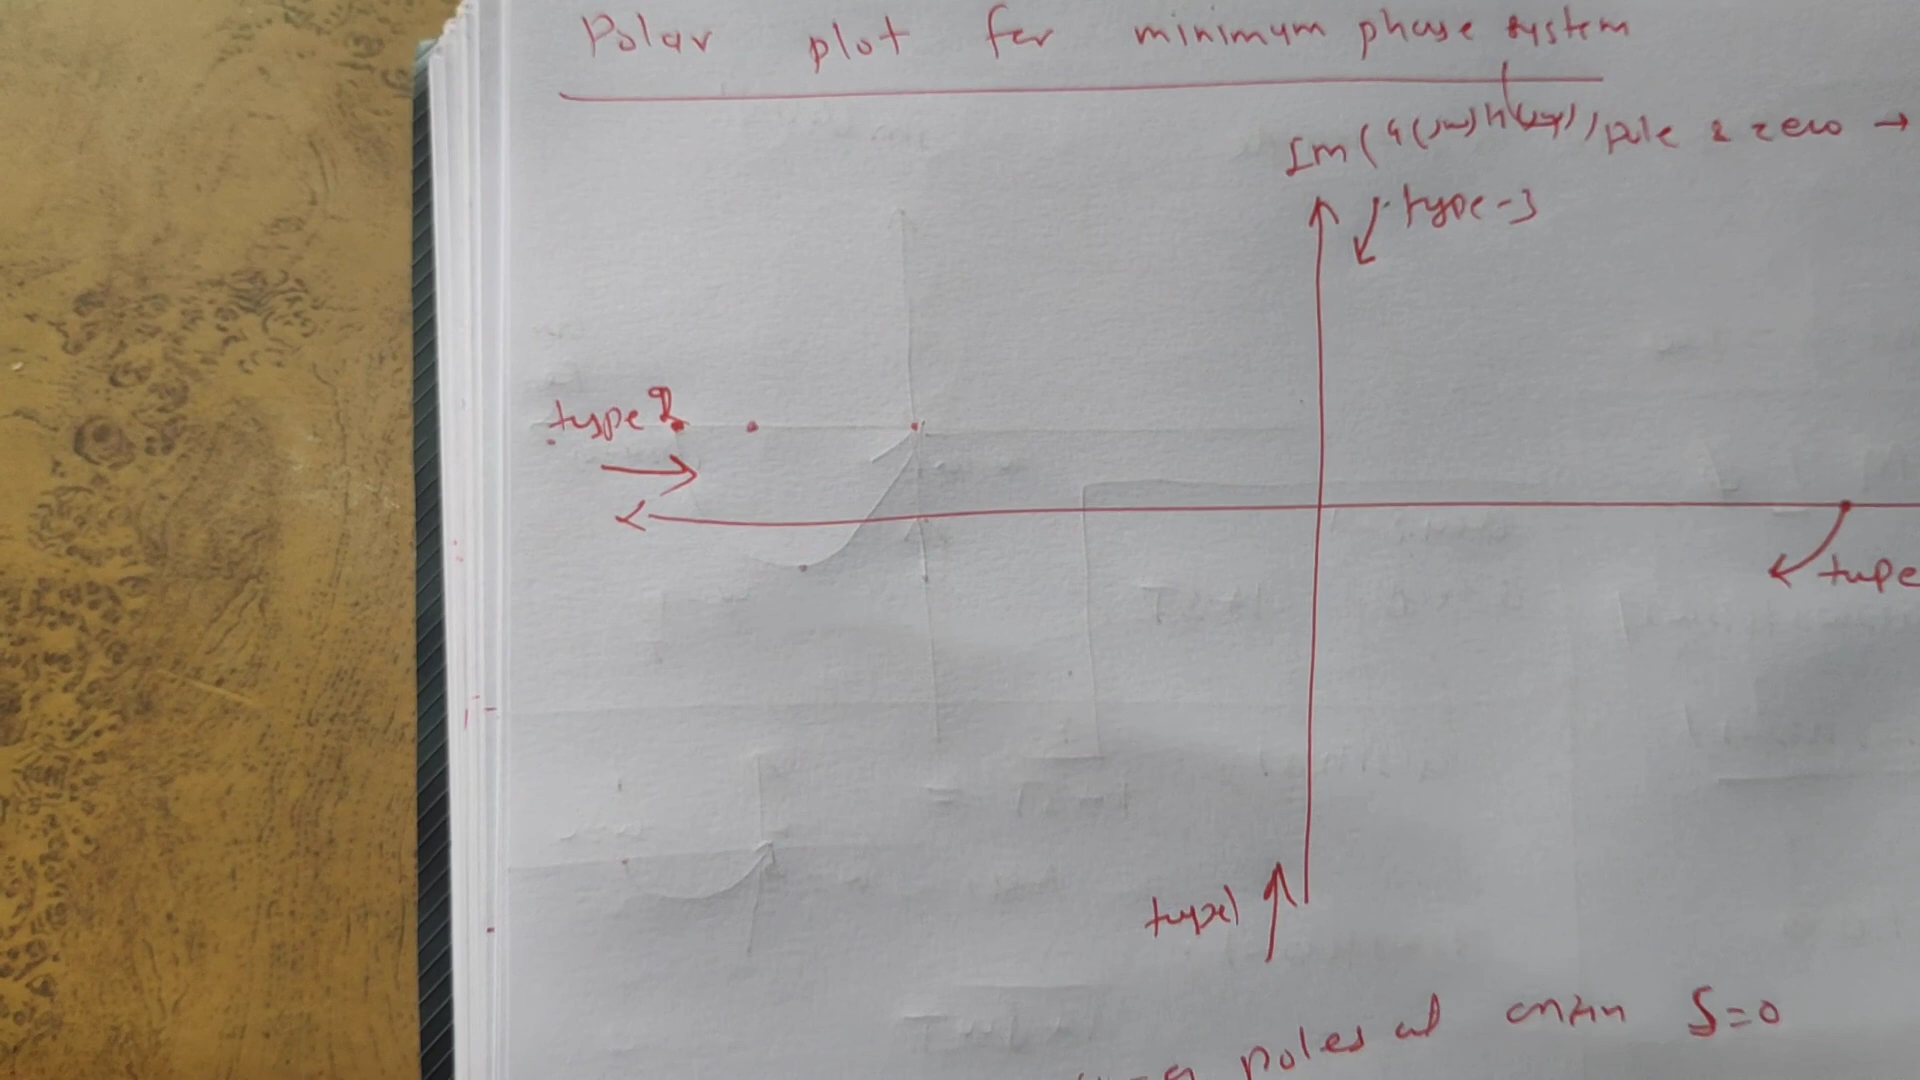 Polar plot for minimum phase system
Im(G(jω)H(jω)) pole & zero →
type-3
type 2
type
type1
poles at origin S=0